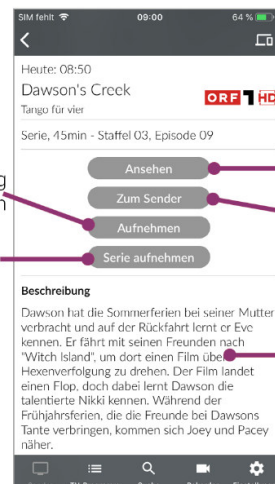 SIM fehlt 09:00 64 %
Heute: 08:50
Dawson's Creek
Tango für vier
ORF 1 HD
Serie, 45min - Staffel 03, Episode 09
Ansehen
Zum Sender
Aufnehmen
Serie aufnehmen
Beschreibung
Dawson hat die Sommerferien bei seiner Mutter
verbracht und auf der Rückfahrt lernt er Eve
kennen. Er fährt mit seinen Freunden nach
"Witch Island", um dort einen Film über
Hexenverfolgung zu drehen. Der Film landet
einen Flop, doch dabei lernt Dawson die
talentierte Nikki kennen. Während der
Frühjahrsferien, die die Freunde bei Dawsons
Tante verbringen, kommen sich Joey und Pacey
näher.